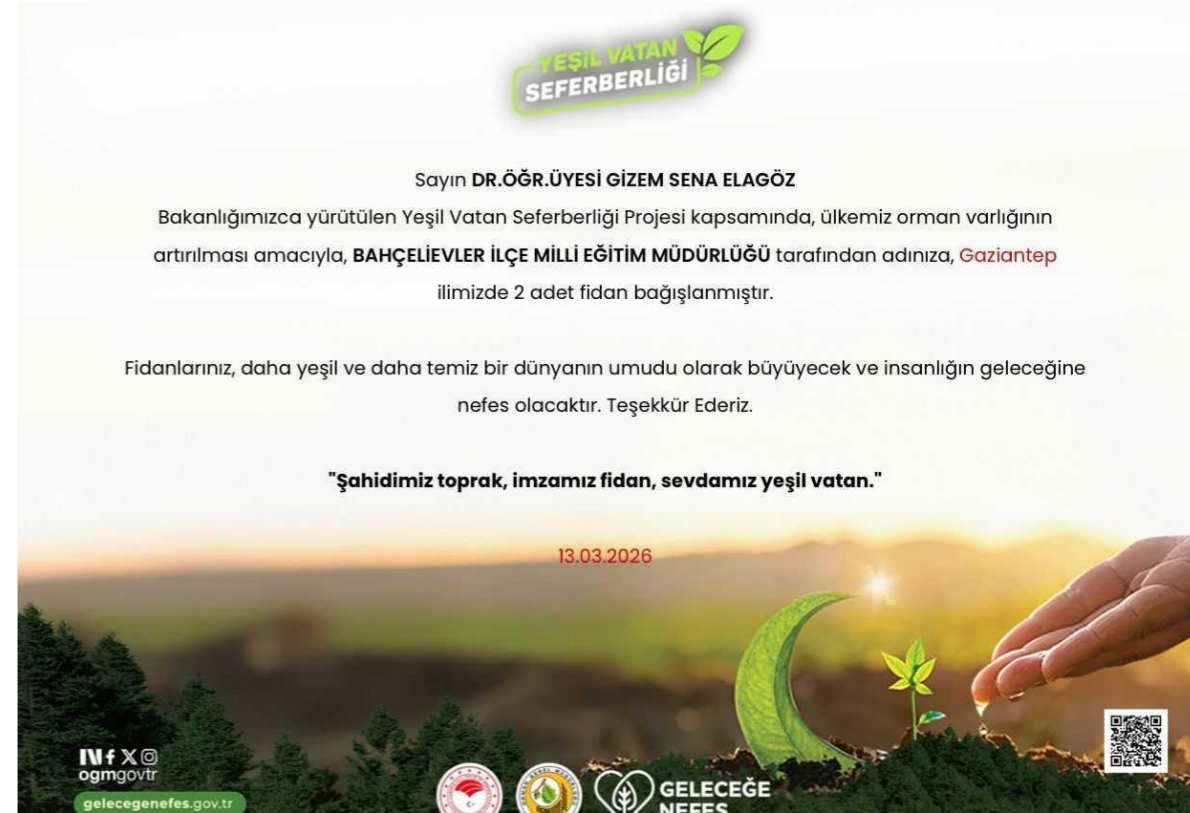 YEŞİL VATAN
SEFERBERLİĞİ
Sayın DR.ÖĞR.ÜYESİ GİZEM SENA ELAGÖZ
Bakanlığımızca yürütülen Yeşil Vatan Seferberliği Projesi kapsamında, ülkemiz orman varlığının
artırılması amacıyla, BAHÇELİEVLER İLÇE MİLLİ EĞİTİM MÜDÜRLÜĞÜ tarafından adınıza, Gaziantep
ilimizde 2 adet fidan bağışlanmıştır.
Fidanlarınız, daha yeşil ve daha temiz bir dünyanın umudu olarak büyüyecek ve insanlığın geleceğine
nefes olacaktır. Teşekkür Ederiz.
"Şahidimiz toprak, imzamız fidan, sevdamız yeşil vatan."
13.03.2026
ogmgovtr
gelecegenefes.gov.tr
GELECEĞE
NEFES